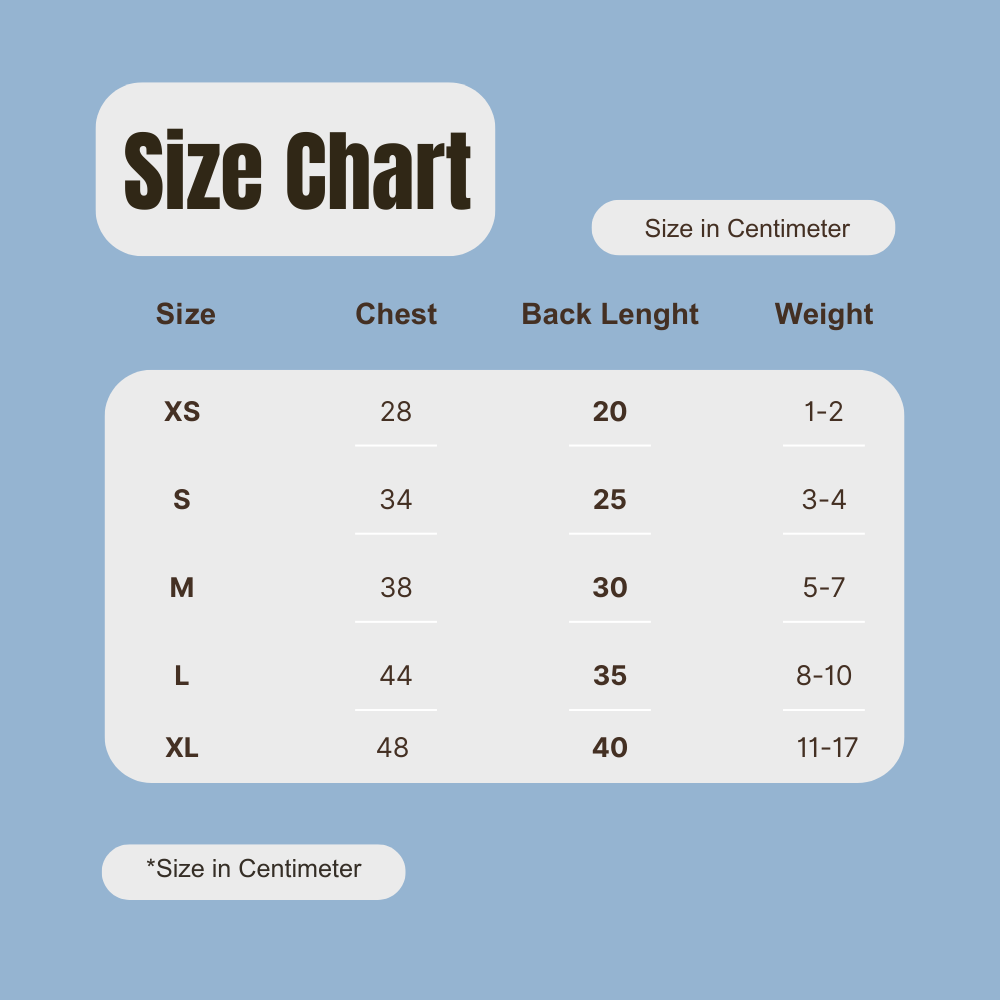 Size Chart
Size in Centimeter
Size Chest Back Lenght Weight
XS 28 20 1-2
S 34 25 3-4
M 38 30 5-7
L 44 35 8-10
XL 48 40 11-17
*Size in Centimeter